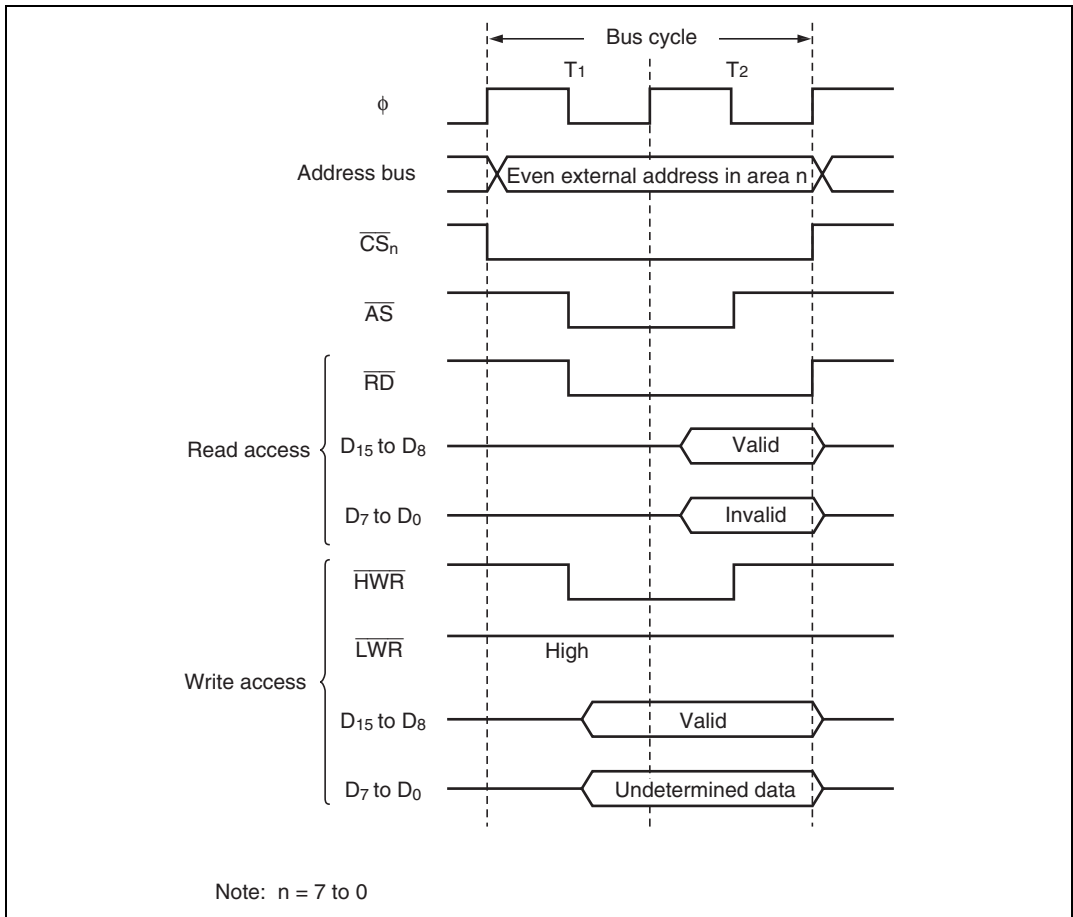 Bus cycle
T1 T2
φ
Address bus
Even external address in area n
CSn
AS
RD
Read access
D15 to D8
Valid
D7 to D0
Invalid
HWR
LWR
High
Write access
D15 to D8
Valid
D7 to D0
Undetermined data
Note: n = 7 to 0